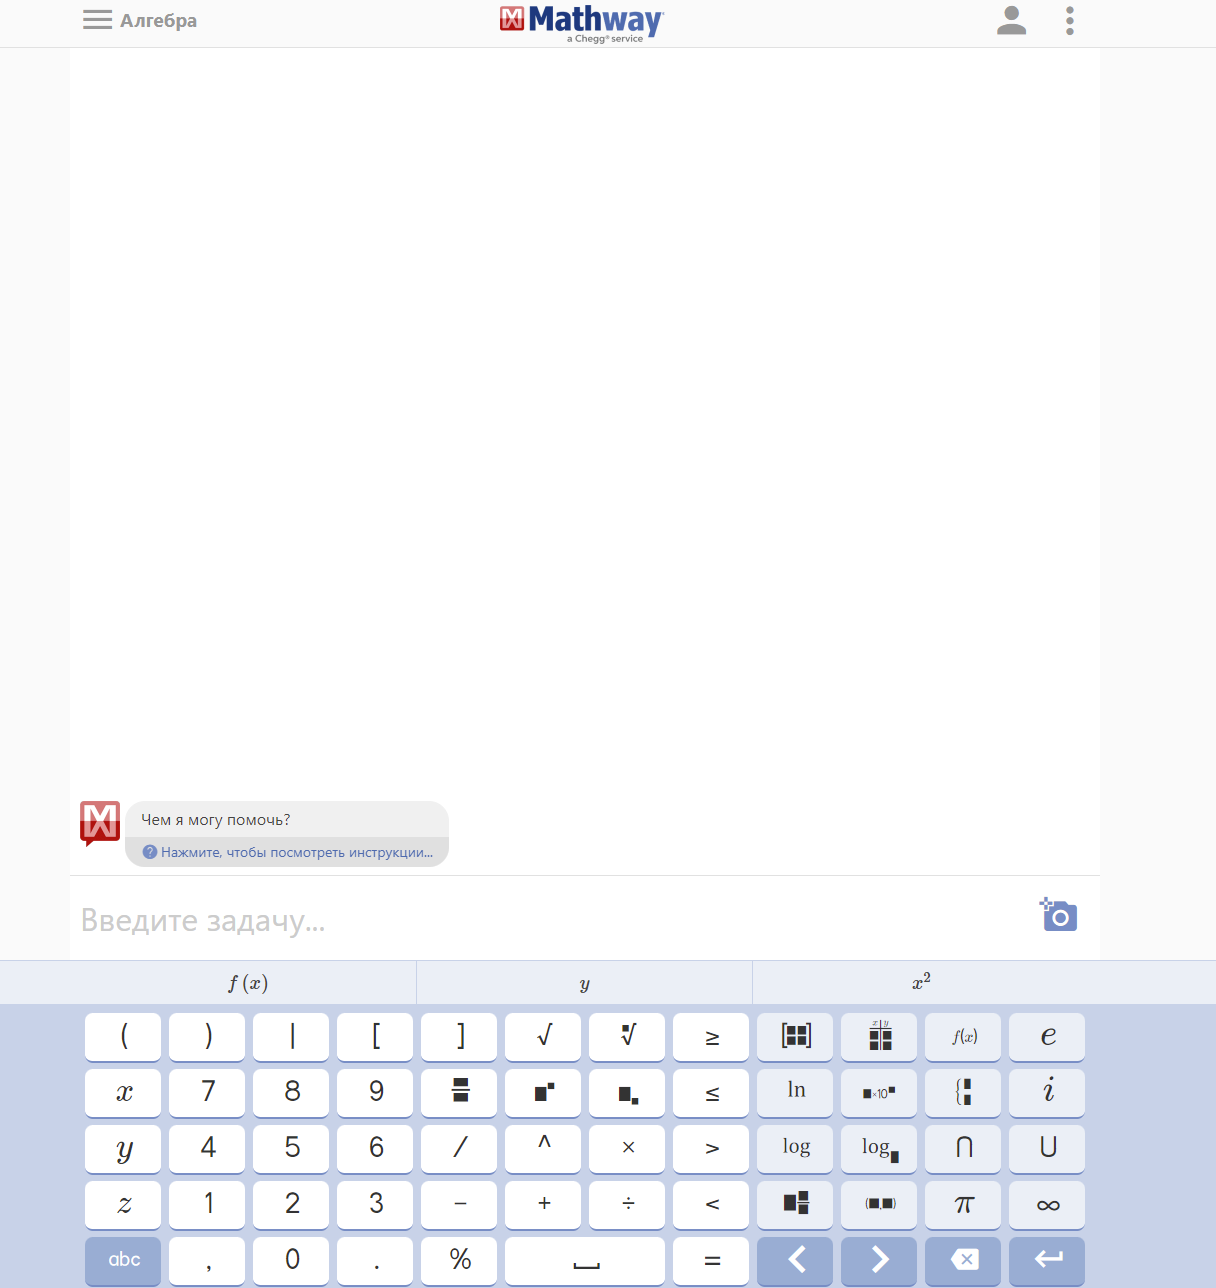 Алгебра
Mathway
a Chegg® service
Чем я могу помочь?
Нажмите, чтобы посмотреть инструкции...
Введите задачу...
f (x) y x²
( ) | [ ] √ √ ≥ [ ] x y f(x) e
x 7 8 9 ≤ ln ×10 { i
y 4 5 6 / ^ × > log log ∩ ∪
z 1 2 3 − + ÷ < ( , ) π ∞
abc , 0 . % =